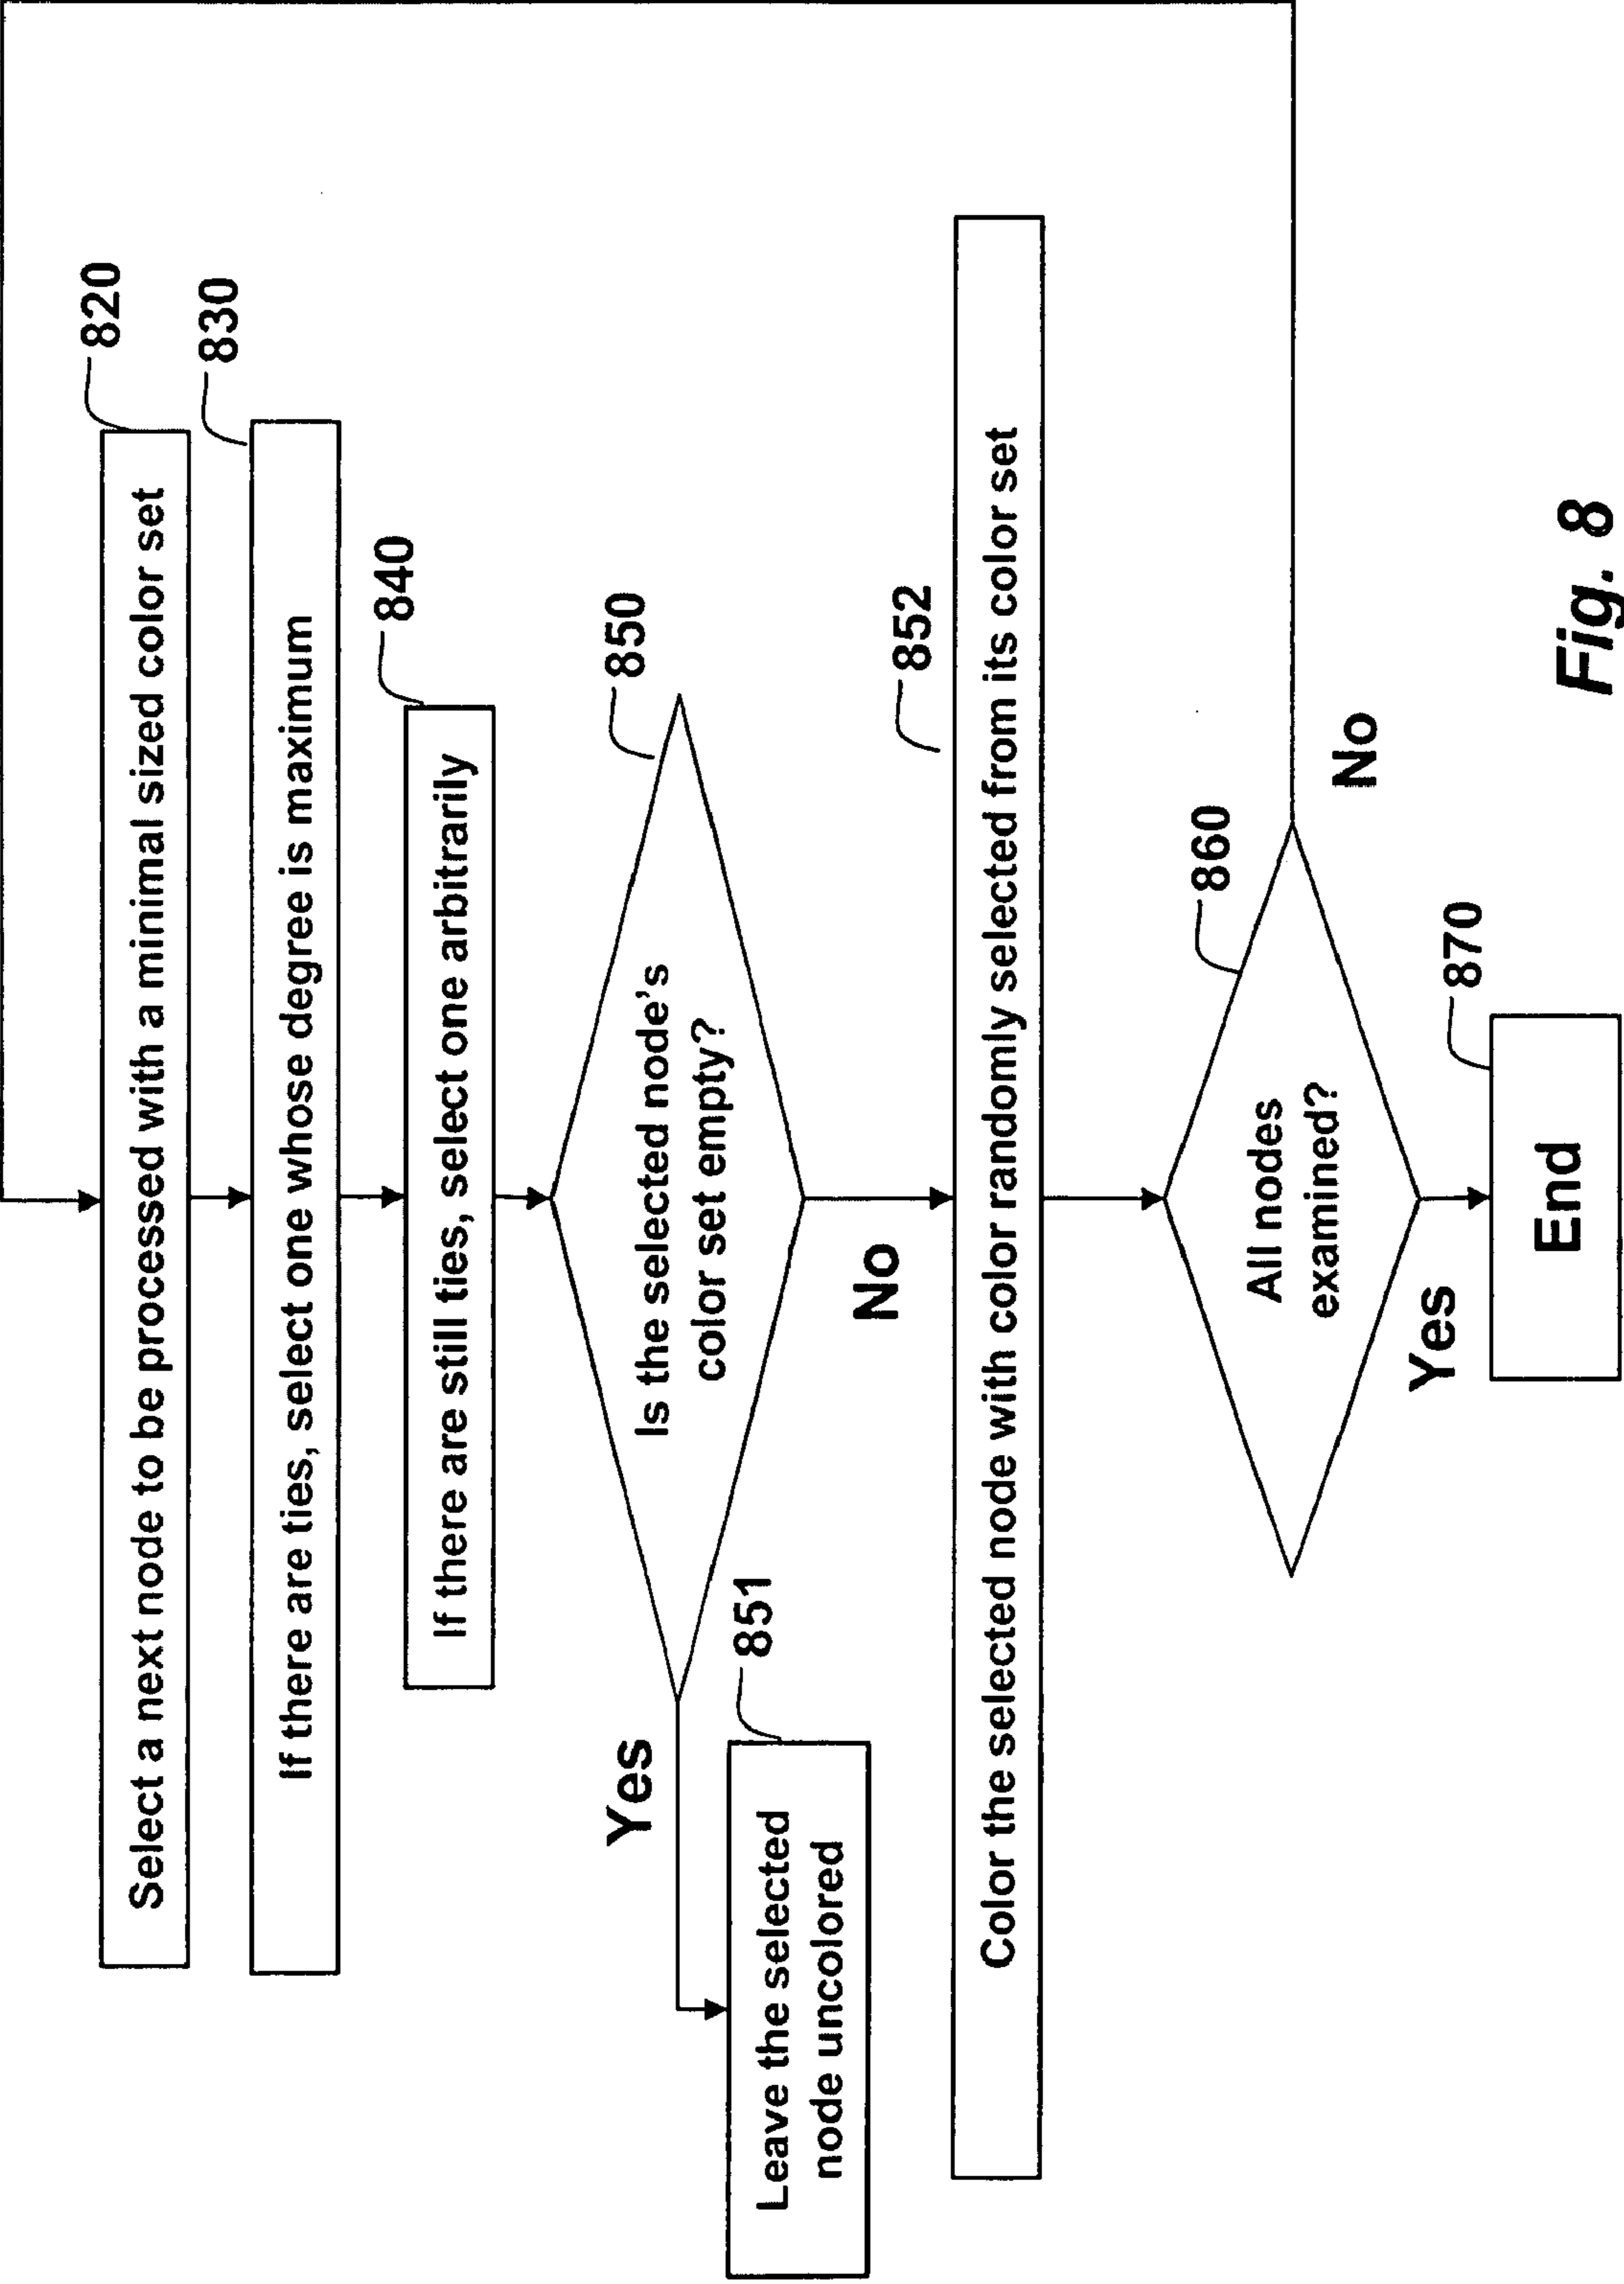 820
Select a next node to be processed with a minimal sized color set
830
If there are ties, select one whose degree is maximum
840
If there are still ties, select one arbitrarily
850
Is the selected node's
color set empty?
Yes
851
Leave the selected
node uncolored
No
852
Color the selected node with color randomly selected from its color set
860
All nodes
examined?
No
Yes
870
End
Fig. 8